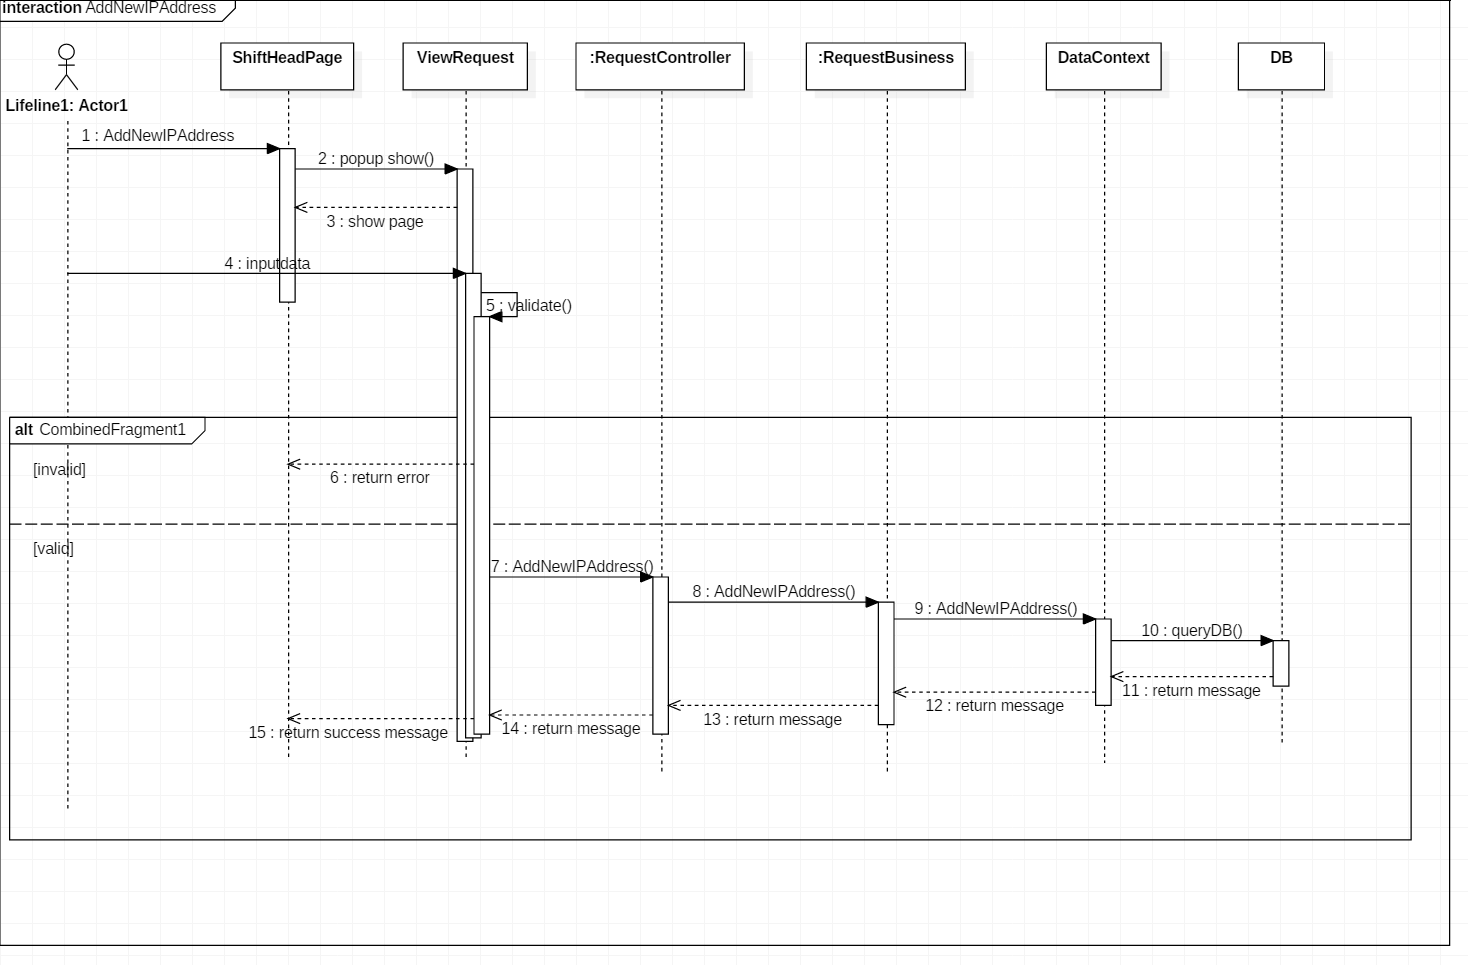 interaction AddNewIPAddress
ShiftHeadPage
ViewRequest
:RequestController
:RequestBusiness
DataContext
DB
Lifeline1: Actor1
1 : AddNewIPAddress
2 : popup show()
3 : show page
4 : inputdata
5 : validate()
alt CombinedFragment1
[invalid]
6 : return error
[valid]
7 : AddNewIPAddress()
8 : AddNewIPAddress()
9 : AddNewIPAddress()
10 : queryDB()
11 : return message
12 : return message
13 : return message
14 : return message
15 : return success message